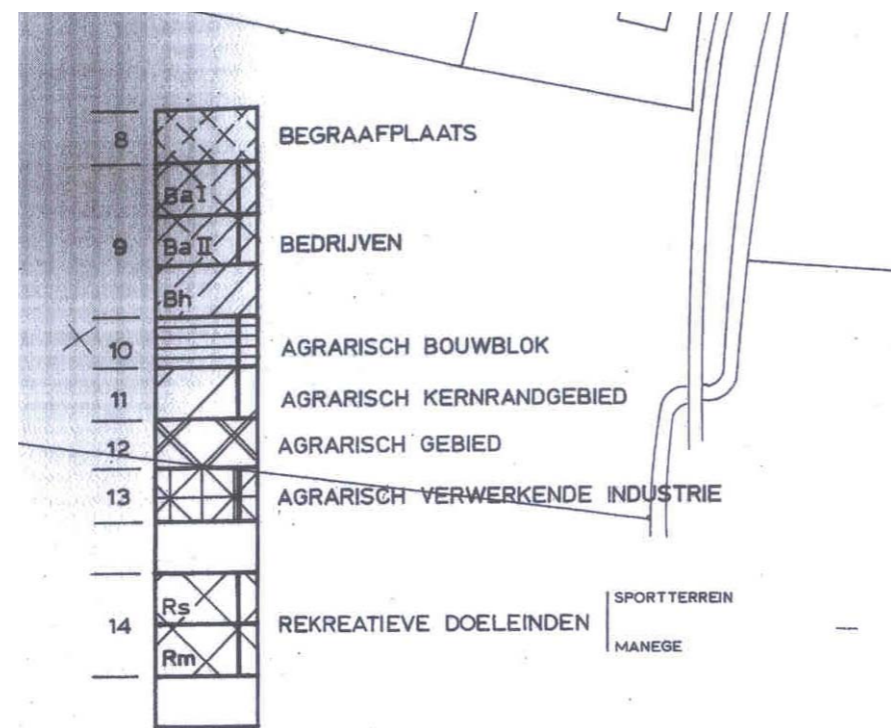 8 BEGRAAFPLAATS
Ba I
9 Ba II BEDRIJVEN
Bh
10 AGRARISCH BOUWBLOK
11 AGRARISCH KERNRANDGEBIED
12 AGRARISCH GEBIED
13 AGRARISCH VERWERKENDE INDUSTRIE
Rs SPORTTERREIN
14 REKREATIEVE DOELEINDEN
Rm MANEGE